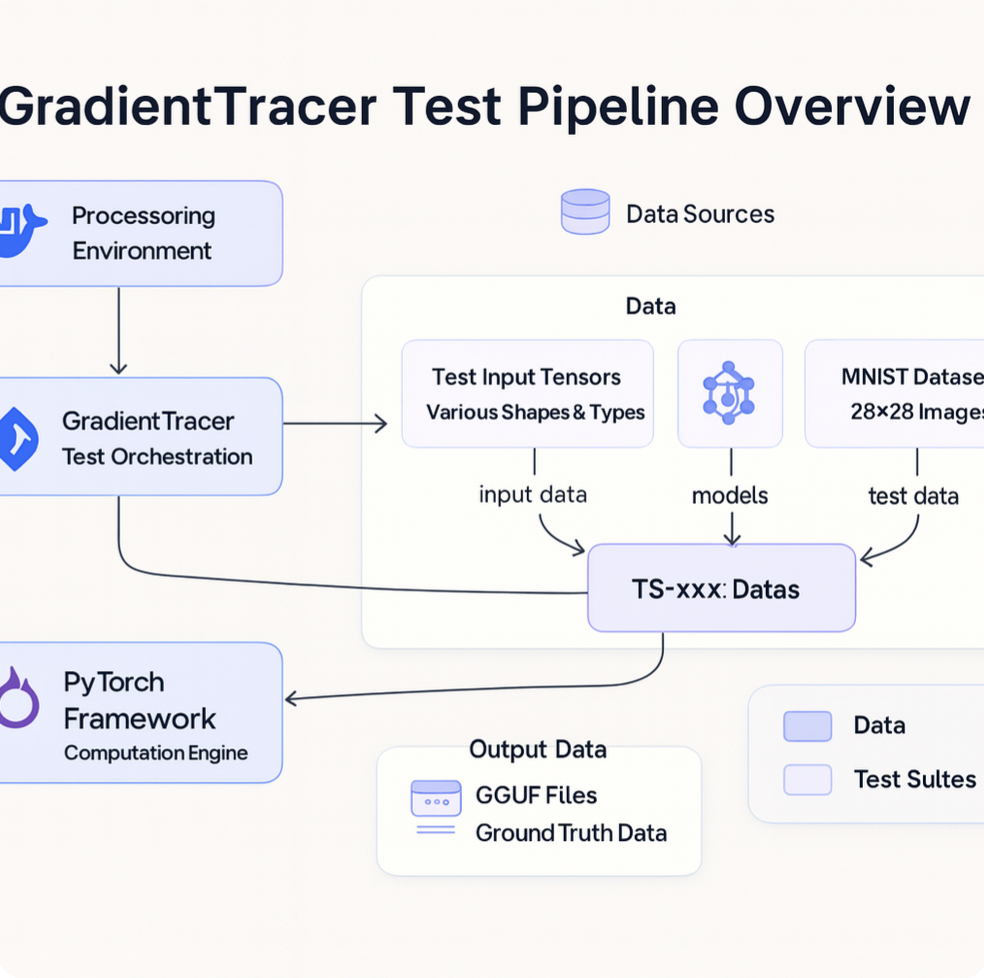 GradientTracer Test Pipeline Overview
Processoring
Environment
Data Sources
Data
Test Input Tensors
Various Shapes & Types
MNIST Datase
28×28 Images
GradientTracer
Test Orchestration
input data
models
test data
TS-xxx: Datas
PyTorch
Framework
Computation Engine
Output Data
GGUF Files
Ground Truth Data
Data
Test Sultes